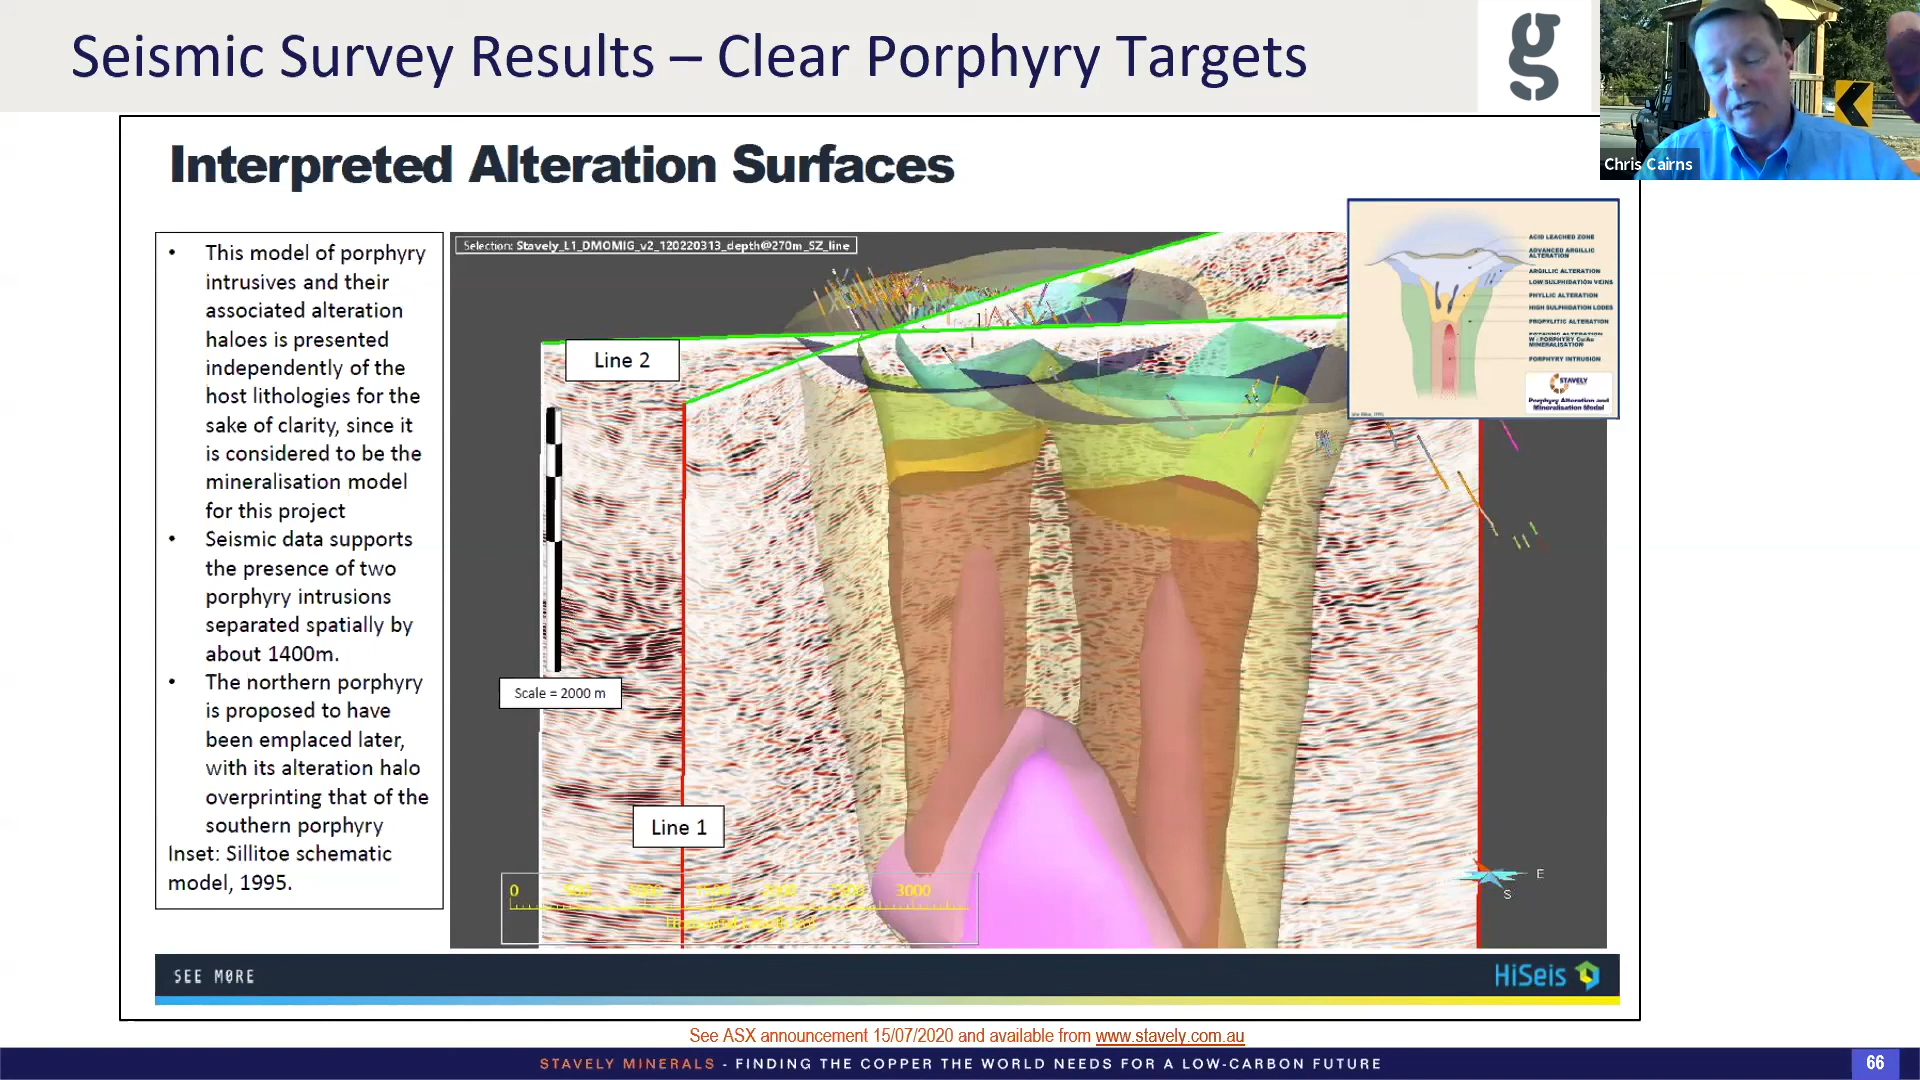 Seismic Survey Results – Clear Porphyry Targets
g
Chris Cairns
Interpreted Alteration Surfaces
• This model of porphyry
intrusives and their
associated alteration
haloes is presented
independently of the
host lithologies for the
sake of clarity, since it
is considered to be the
mineralisation model
for this project
• Seismic data supports
the presence of two
porphyry intrusions
separated spatially by
about 1400m.
• The northern porphyry
is proposed to have
been emplaced later,
with its alteration halo
overprinting that of the
southern porphyry
Inset: Sillitoe schematic
model, 1995.
Selection: Stavely_L1_DMOMIG_v2_120220313_depth@270m_SZ_line
Line 2
Scale = 2000 m
Line 1
0 500 1000 1500 2000 2500 3000
ACID LEACHED ZONE
ADVANCED ARGILLIC
ALTERATION
ARGILLIC ALTERATION
LOW SULPHIDATION VEINS
PHYLLIC ALTERATION
HIGH SULPHIDATION LODES
PROPYLITIC ALTERATION
MINERALISATION
PORPHYRY INTRUSION
STAVELY
Porphyry Alteration and
Mineralisation Model
E
S
SEE MORE
HiSeis
See ASX announcement 15/07/2020 and available from www.stavely.com.au
STAVELY MINERALS - FINDING THE COPPER THE WORLD NEEDS FOR A LOW-CARBON FUTURE
66